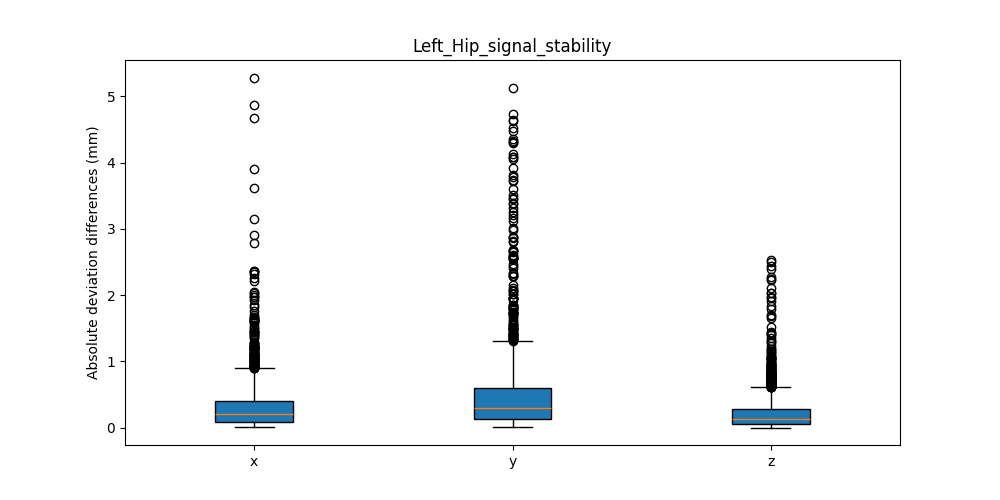 Left_Hip_signal_stability
Absolute deviation differences (mm)
5
4
3
2
1
0
x y z